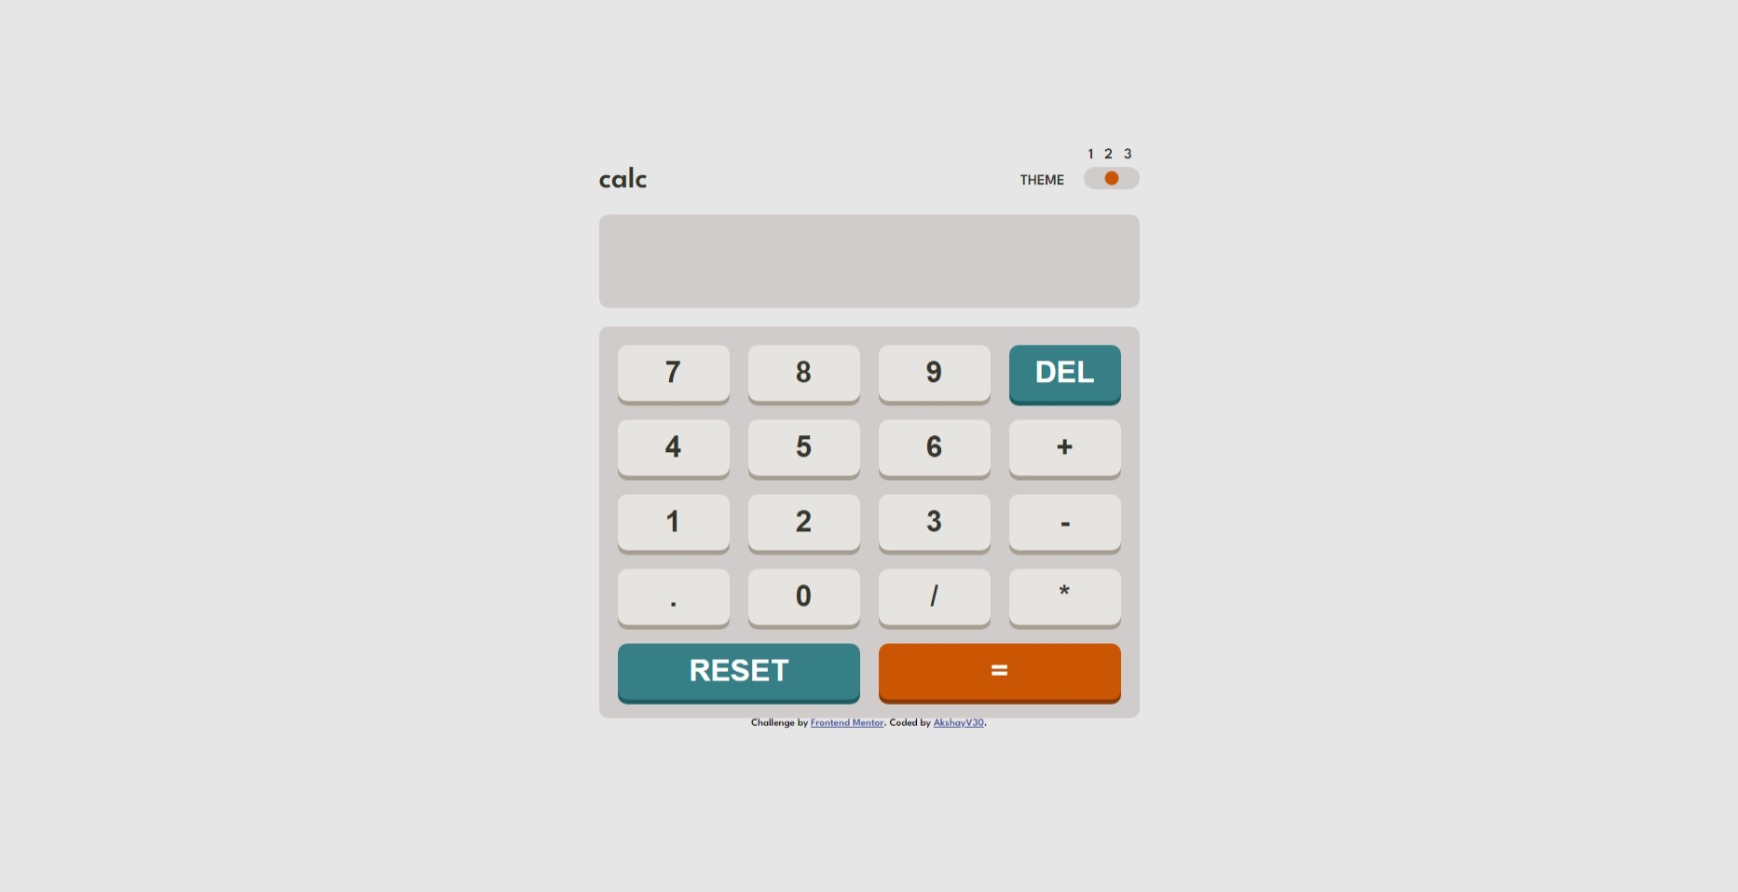 1 2 3
calc THEME
7 8 9 DEL
4 5 6 +
1 2 3 -
. 0 / *
RESET =
Challenge by Frontend Mentor. Coded by AkshayV30.